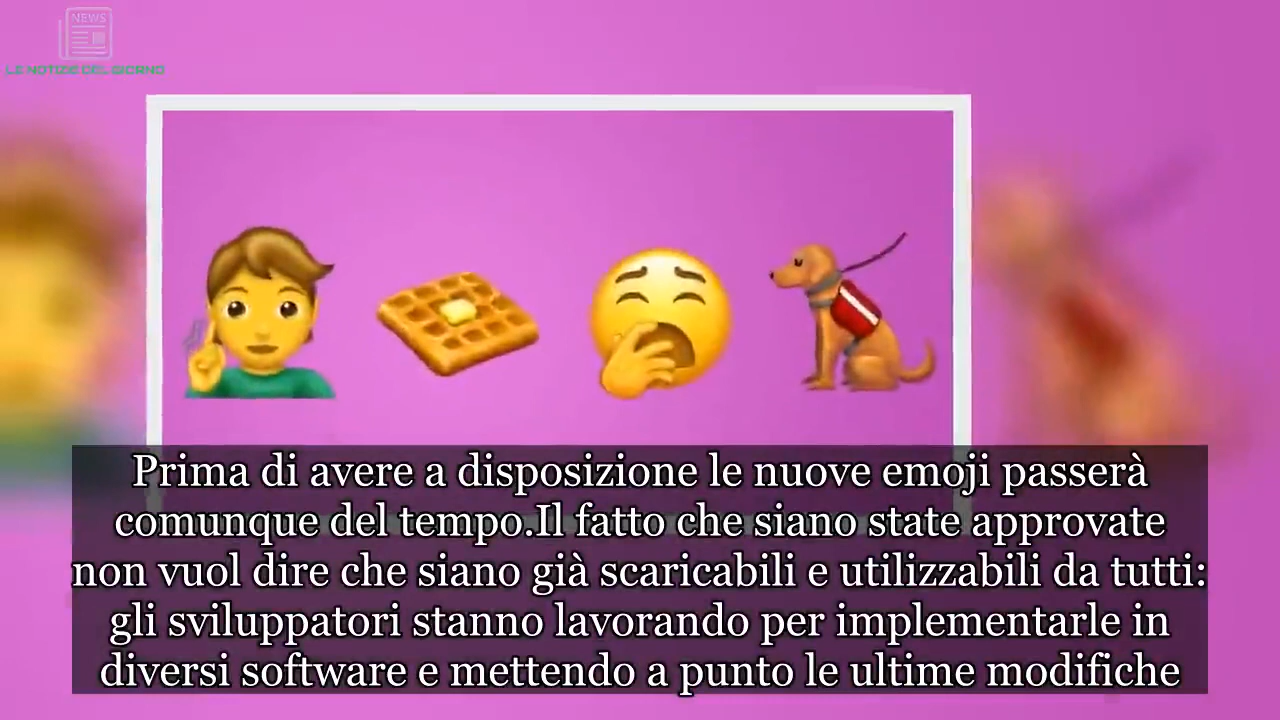 NEWS
LE NOTIZIE DEL GIORNO
Prima di avere a disposizione le nuove emoji passerà
comunque del tempo.Il fatto che siano state approvate
non vuol dire che siano già scaricabili e utilizzabili da tutti:
gli sviluppatori stanno lavorando per implementarle in
diversi software e mettendo a punto le ultime modifiche